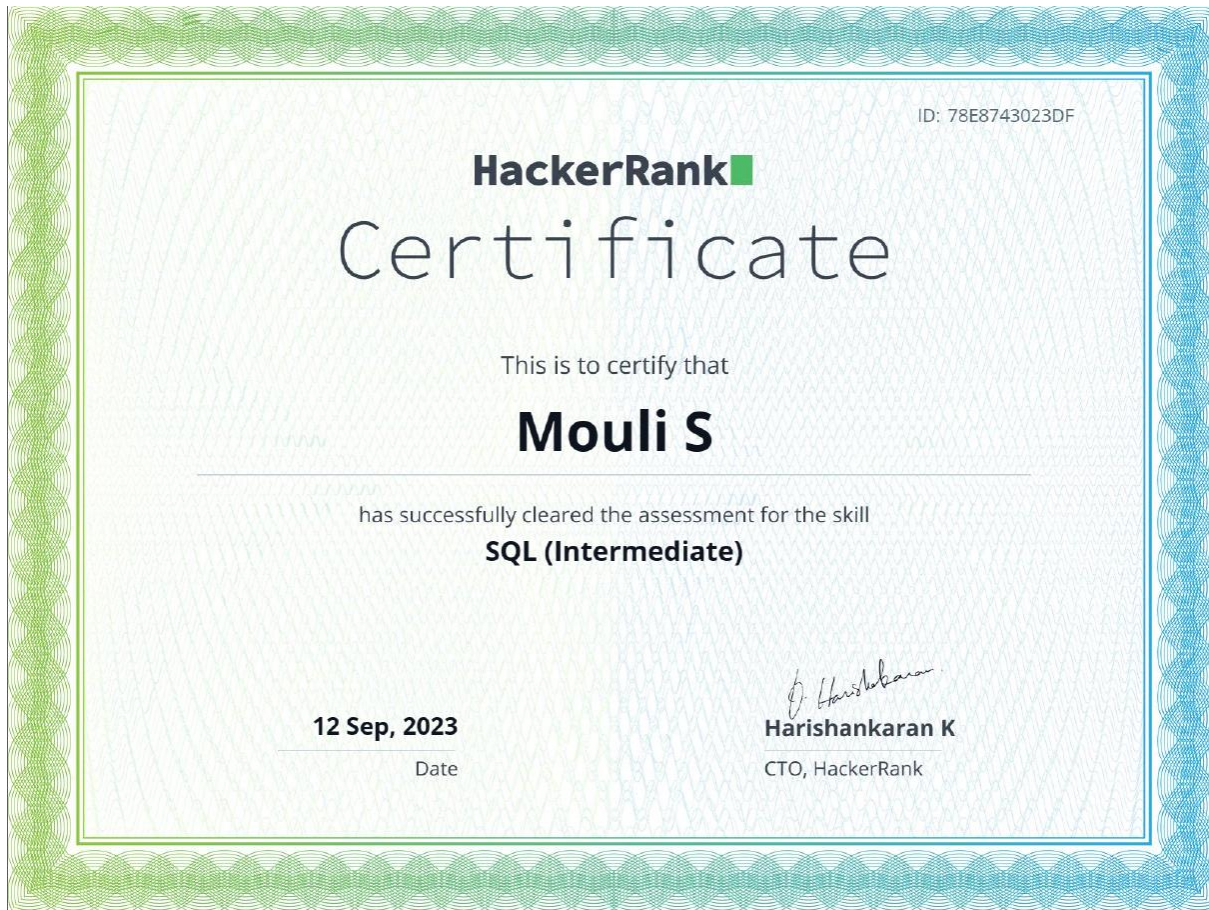 ID: 78E8743023DF
HackerRank
Certificate
This is to certify that
Mouli S
has successfully cleared the assessment for the skill
SQL (Intermediate)
12 Sep, 2023
Date
Harishankaran K
CTO, HackerRank